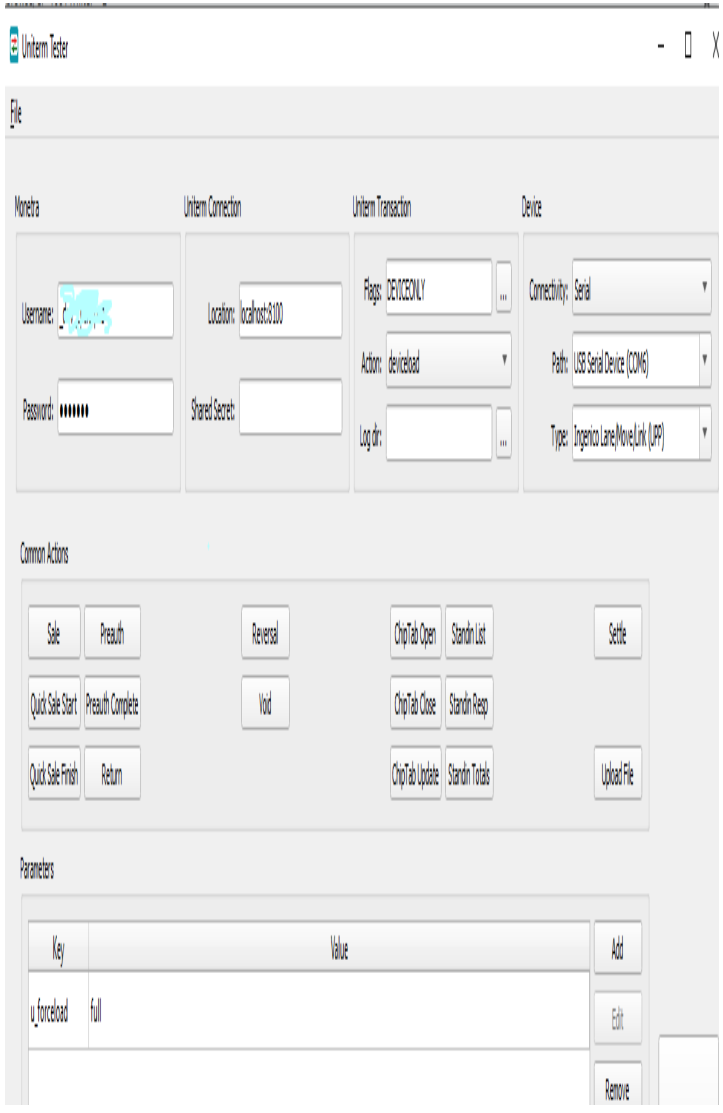 Uniterm Tester
File
Monetra
Uniterm Connection
Uniterm Transaction
Device
Username:
Password: •••••••
Location: localhost:8100
Shared Secret:
Flags: DEVICEONLY ...
Action: deviceload
Log dir: ...
Connectivity: Serial
Path: USB Serial Device (COM6)
Type: Ingenico Lane/Move/Link (UPP)
Common Actions
Sale Preauth Reversal ChipTab Open Standin List Settle
Quick Sale Start Preauth Complete Void ChipTab Close Standin Resp
Quick Sale Finish Return ChipTab Update Standin Totals Upload File
Parameters
Key Value Add
u_forceload full Edit
Remove